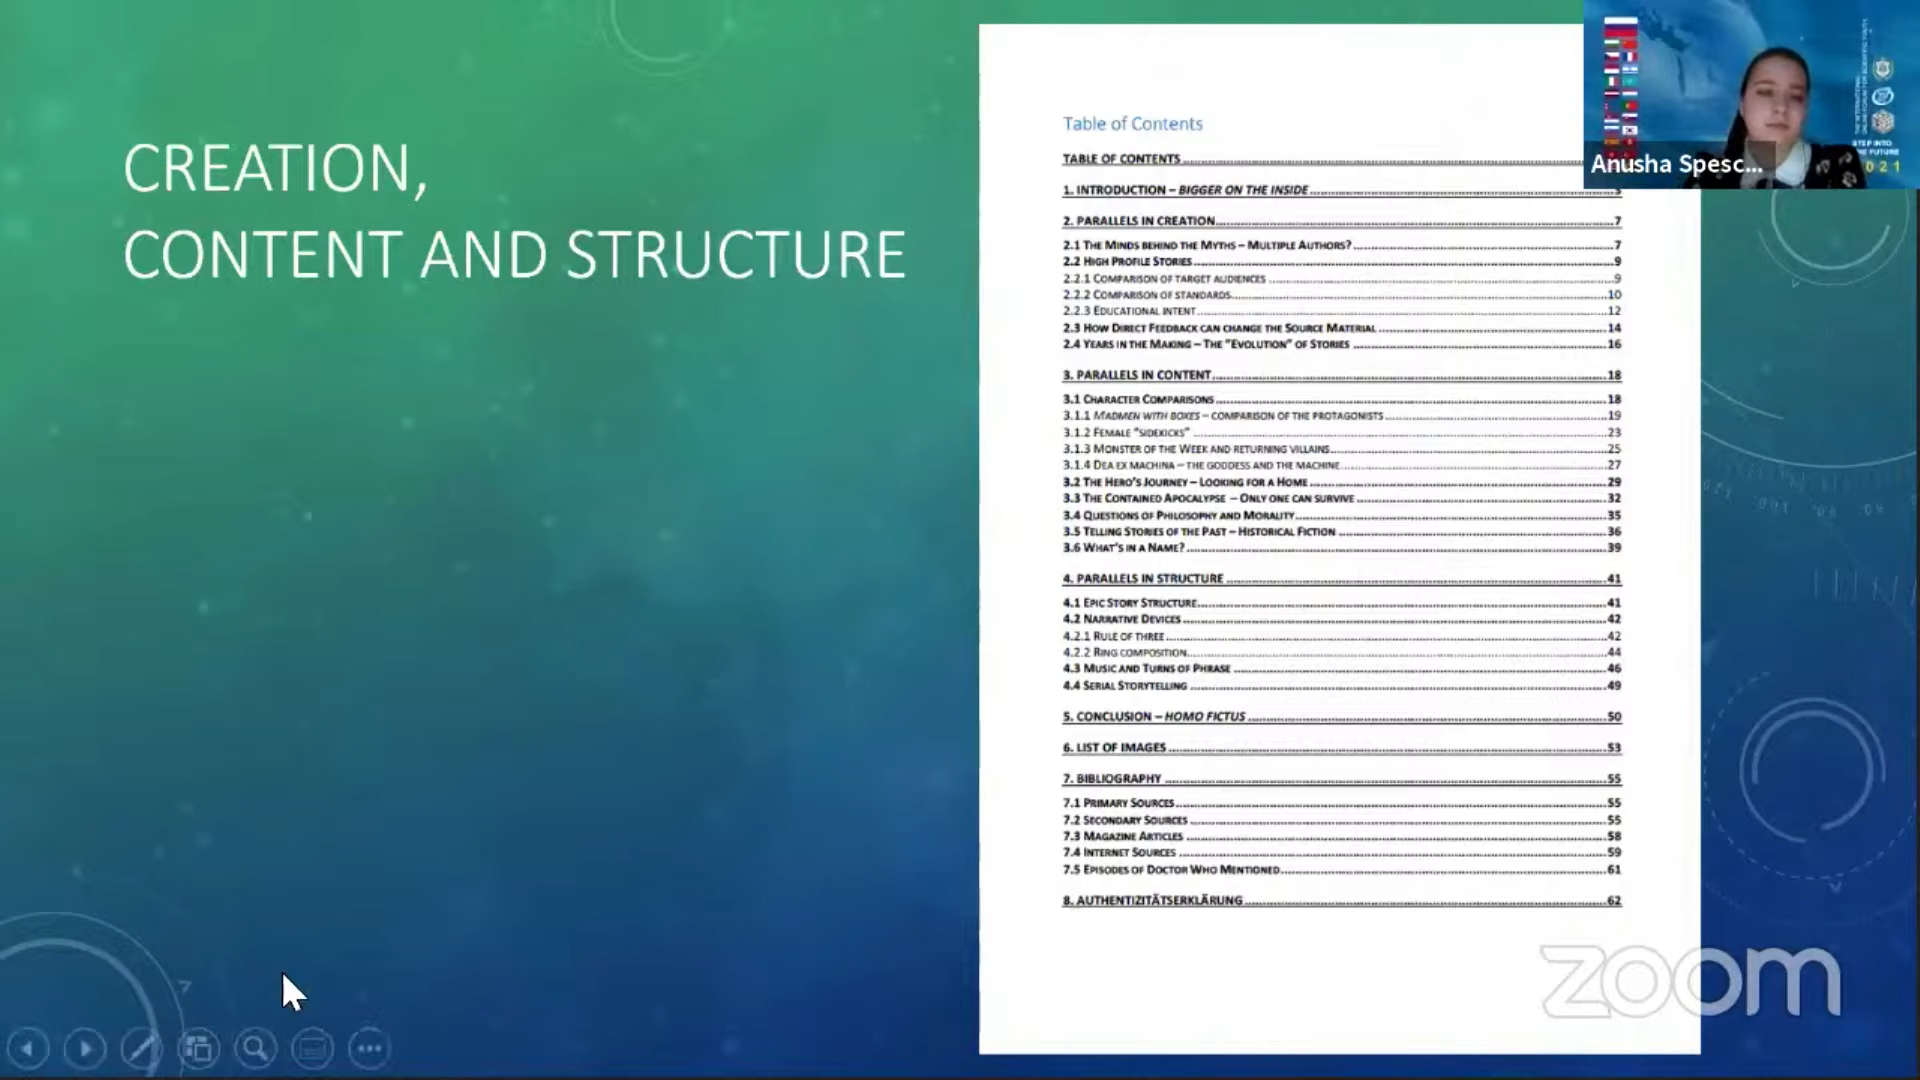 CREATION,
CONTENT AND STRUCTURE
Table of Contents
TABLE OF CONTENTS
1. INTRODUCTION – BIGGER ON THE INSIDE
2. PARALLELS IN CREATION 7
2.1 THE MINDS BEHIND THE MYTHS – MULTIPLE AUTHORS? 7
2.2 HIGH PROFILE STORIES 9
2.2.1 COMPARISON OF TARGET AUDIENCES 9
2.2.2 COMPARISON OF STANDARDS 10
2.2.3 EDUCATIONAL INTENT 12
2.3 HOW DIRECT FEEDBACK CAN CHANGE THE SOURCE MATERIAL 14
2.4 YEARS IN THE MAKING – THE "EVOLUTION" OF STORIES 16
3. PARALLELS IN CONTENT 18
3.1 CHARACTER COMPARISONS 18
3.1.1 MADMEN WITH BOXES – COMPARISON OF THE PROTAGONISTS 19
3.1.2 FEMALE "SIDEKICKS" 23
3.1.3 MONSTER OF THE WEEK AND RETURNING VILLAINS 25
3.1.4 DEA EX MACHINA – THE GODDESS AND THE MACHINE 27
3.2 THE HERO'S JOURNEY – LOOKING FOR A HOME 29
3.3 THE CONTAINED APOCALYPSE – ONLY ONE CAN SURVIVE 32
3.4 QUESTIONS OF PHILOSOPHY AND MORALITY 35
3.5 TELLING STORIES OF THE PAST – HISTORICAL FICTION 36
3.6 WHAT'S IN A NAME? 39
4. PARALLELS IN STRUCTURE 41
4.1 EPIC STORY STRUCTURE 41
4.2 NARRATIVE DEVICES 42
4.2.1 RULE OF THREE 42
4.2.2 RING COMPOSITION 44
4.3 MUSIC AND TURNS OF PHRASE 46
4.4 SERIAL STORYTELLING 49
5. CONCLUSION – HOMO FICTUS 50
6. LIST OF IMAGES 53
7. BIBLIOGRAPHY 55
7.1 PRIMARY SOURCES 55
7.2 SECONDARY SOURCES 55
7.3 MAGAZINE ARTICLES 58
7.4 INTERNET SOURCES 59
7.5 EPISODES OF DOCTOR WHO MENTIONED 61
8. AUTHENTIZITÄTSERKLÄRUNG 62
Anusha Spesc...
STEP INTO
THE FUTURE
021
zoom